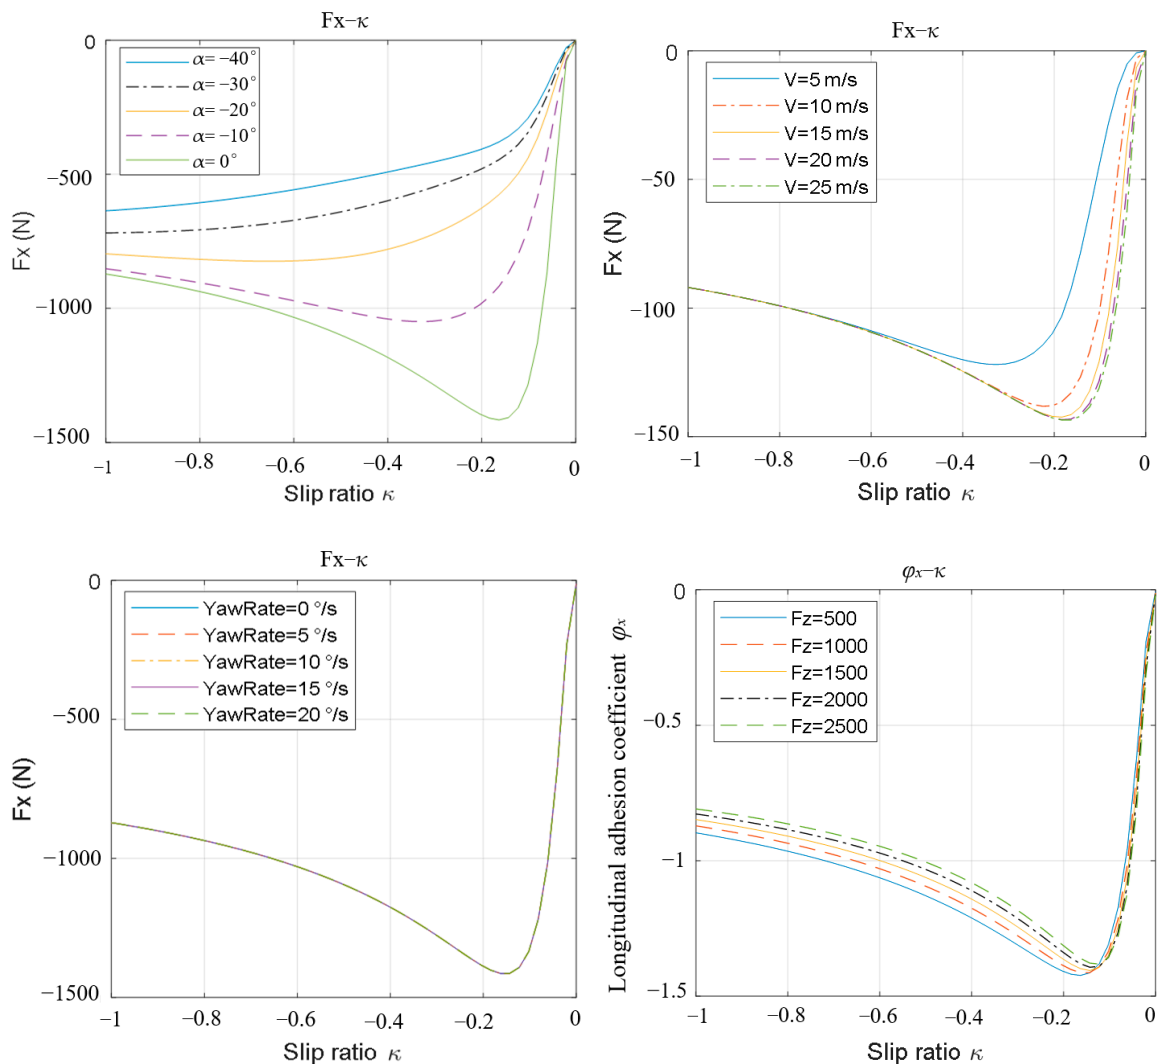 Fx−κ
0
−500
−1000
−1500
Fx (N)
α= −40°
α= −30°
α= −20°
α= −10°
α= 0°
−1 −0.8 −0.6 −0.4 −0.2 0
Slip ratio κ
Fx−κ
0
−50
−100
−150
Fx (N)
V=5 m/s
V=10 m/s
V=15 m/s
V=20 m/s
V=25 m/s
−1 −0.8 −0.6 −0.4 −0.2 0
Slip ratio κ
Fx−κ
0
−500
−1000
−1500
Fx (N)
YawRate=0 °/s
YawRate=5 °/s
YawRate=10 °/s
YawRate=15 °/s
YawRate=20 °/s
−1 −0.8 −0.6 −0.4 −0.2 0
Slip ratio κ
φx−κ
0
−0.5
−1
−1.5
Longitudinal adhesion coefficient φx
Fz=500
Fz=1000
Fz=1500
Fz=2000
Fz=2500
−1 −0.8 −0.6 −0.4 −0.2 0
Slip ratio κ